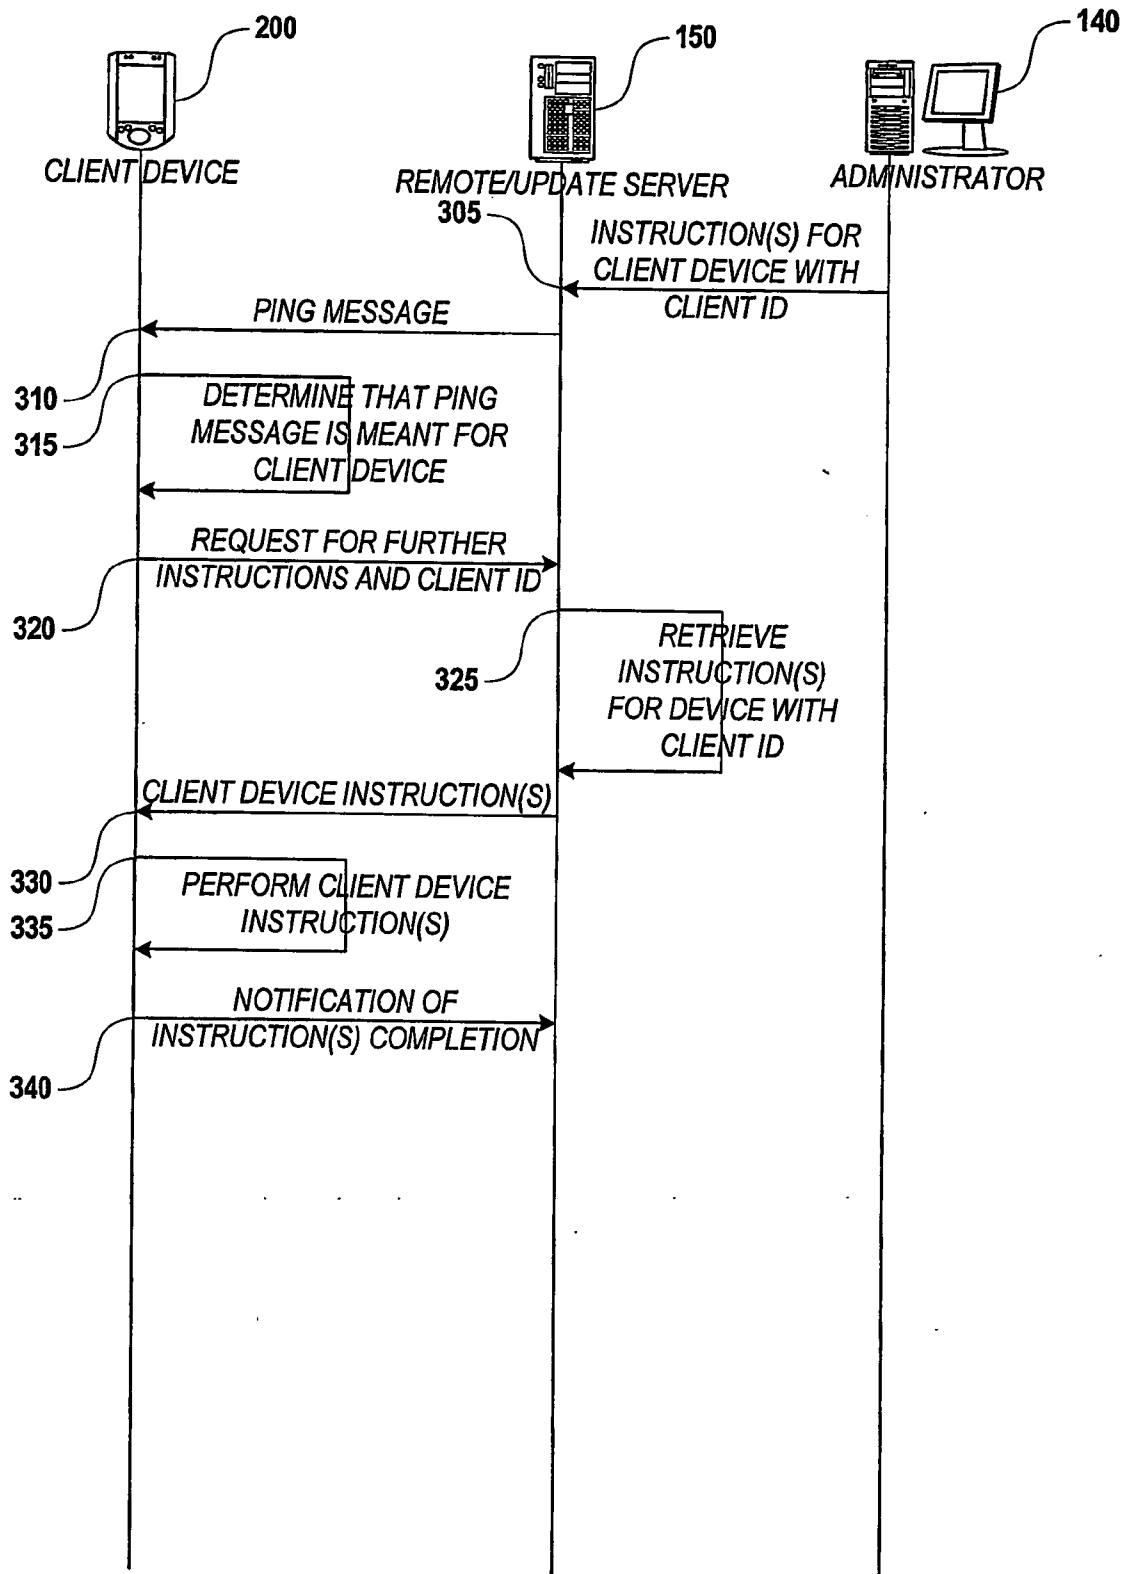 200
150
140
CLIENT DEVICE
REMOTE/UPDATE SERVER
ADMINISTRATOR
305
INSTRUCTION(S) FOR
CLIENT DEVICE WITH
CLIENT ID
PING MESSAGE
310
315
DETERMINE THAT PING
MESSAGE IS MEANT FOR
CLIENT DEVICE
REQUEST FOR FURTHER
INSTRUCTIONS AND CLIENT ID
320
325
RETRIEVE
INSTRUCTION(S)
FOR DEVICE WITH
CLIENT ID
CLIENT DEVICE INSTRUCTION(S)
330
335
PERFORM CLIENT DEVICE
INSTRUCTION(S)
NOTIFICATION OF
INSTRUCTION(S) COMPLETION
340